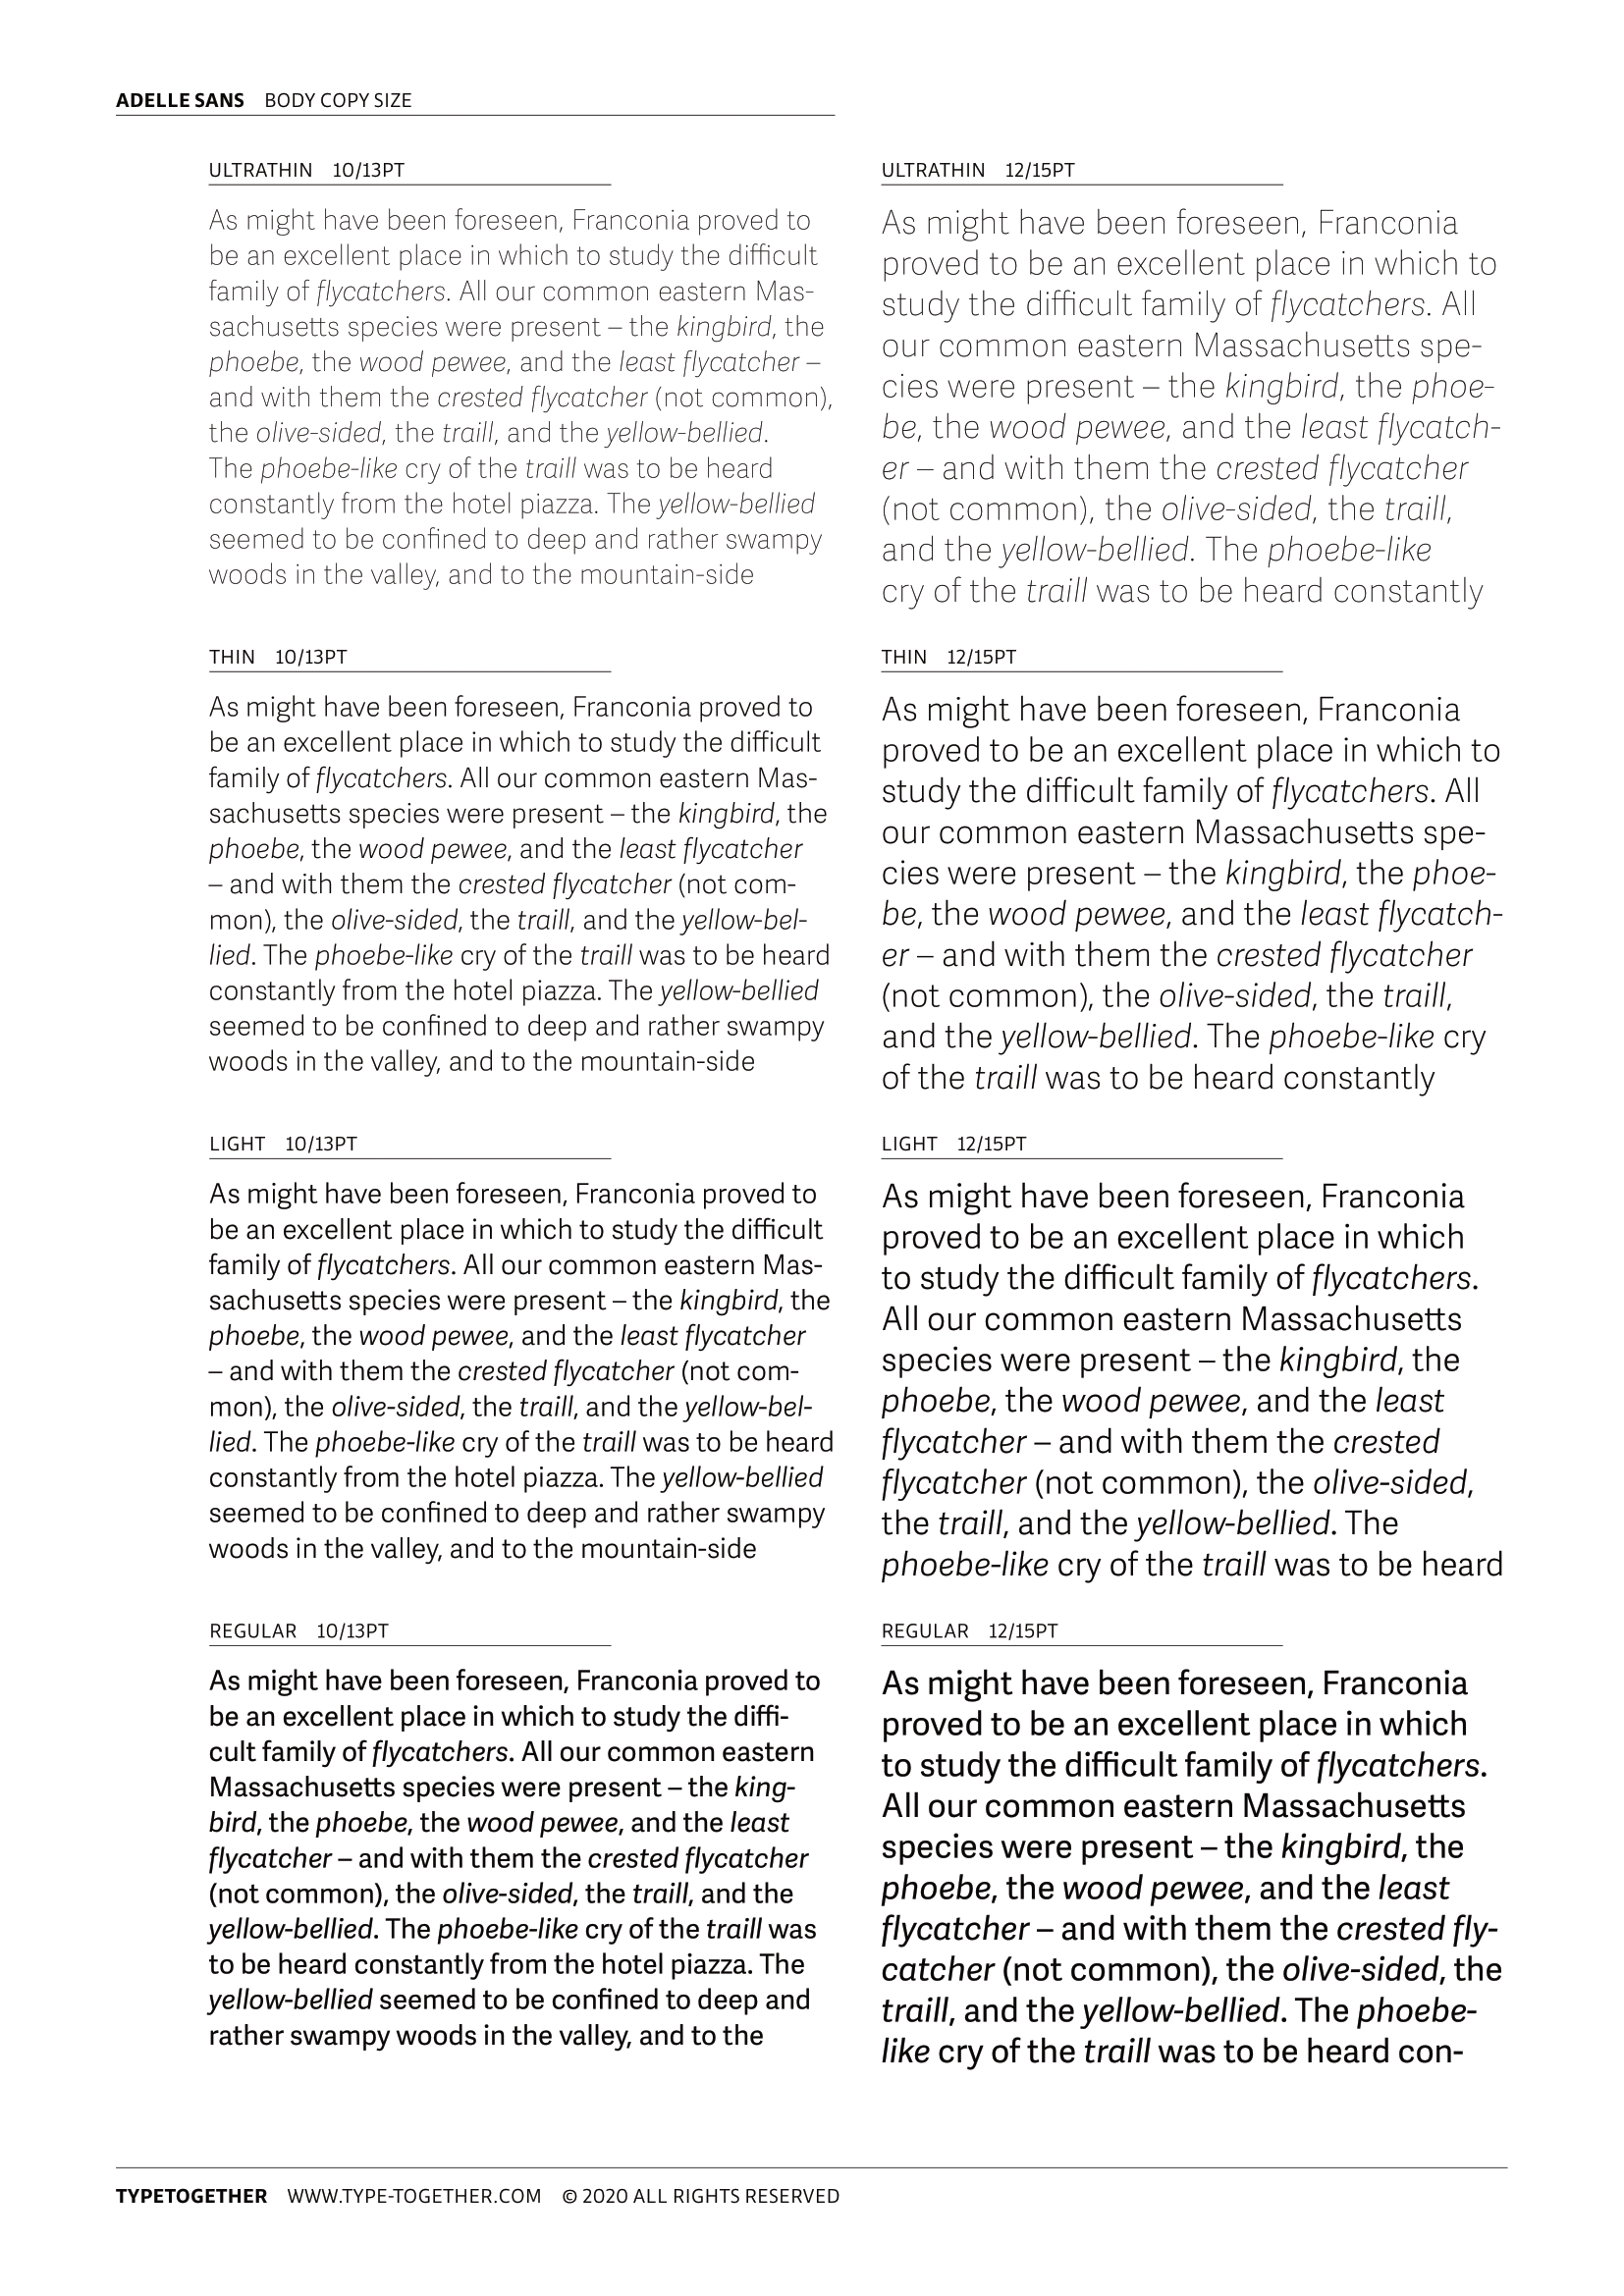 ADELLE SANS BODY COPY SIZE
ULTRATHIN 10/13PT
As might have been foreseen, Franconia proved to
be an excellent place in which to study the difficult
family of flycatchers. All our common eastern Mas-
sachusetts species were present – the kingbird, the
phoebe, the wood pewee, and the least flycatcher –
and with them the crested flycatcher (not common),
the olive-sided, the traill, and the yellow-bellied.
The phoebe-like cry of the traill was to be heard
constantly from the hotel piazza. The yellow-bellied
seemed to be confined to deep and rather swampy
woods in the valley, and to the mountain-side
ULTRATHIN 12/15PT
As might have been foreseen, Franconia
proved to be an excellent place in which to
study the difficult family of flycatchers. All
our common eastern Massachusetts spe-
cies were present – the kingbird, the phoe-
be, the wood pewee, and the least flycatch-
er – and with them the crested flycatcher
(not common), the olive-sided, the traill,
and the yellow-bellied. The phoebe-like
cry of the traill was to be heard constantly
THIN 10/13PT
As might have been foreseen, Franconia proved to
be an excellent place in which to study the difficult
family of flycatchers. All our common eastern Mas-
sachusetts species were present – the kingbird, the
phoebe, the wood pewee, and the least flycatcher
– and with them the crested flycatcher (not com-
mon), the olive-sided, the traill, and the yellow-bel-
lied. The phoebe-like cry of the traill was to be heard
constantly from the hotel piazza. The yellow-bellied
seemed to be confined to deep and rather swampy
woods in the valley, and to the mountain-side
THIN 12/15PT
As might have been foreseen, Franconia
proved to be an excellent place in which to
study the difficult family of flycatchers. All
our common eastern Massachusetts spe-
cies were present – the kingbird, the phoe-
be, the wood pewee, and the least flycatch-
er – and with them the crested flycatcher
(not common), the olive-sided, the traill,
and the yellow-bellied. The phoebe-like cry
of the traill was to be heard constantly
LIGHT 10/13PT
As might have been foreseen, Franconia proved to
be an excellent place in which to study the difficult
family of flycatchers. All our common eastern Mas-
sachusetts species were present – the kingbird, the
phoebe, the wood pewee, and the least flycatcher
– and with them the crested flycatcher (not com-
mon), the olive-sided, the traill, and the yellow-bel-
lied. The phoebe-like cry of the traill was to be heard
constantly from the hotel piazza. The yellow-bellied
seemed to be confined to deep and rather swampy
woods in the valley, and to the mountain-side
LIGHT 12/15PT
As might have been foreseen, Franconia
proved to be an excellent place in which
to study the difficult family of flycatchers.
All our common eastern Massachusetts
species were present – the kingbird, the
phoebe, the wood pewee, and the least
flycatcher – and with them the crested
flycatcher (not common), the olive-sided,
the traill, and the yellow-bellied. The
phoebe-like cry of the traill was to be heard
REGULAR 10/13PT
As might have been foreseen, Franconia proved to
be an excellent place in which to study the diffi-
cult family of flycatchers. All our common eastern
Massachusetts species were present – the king-
bird, the phoebe, the wood pewee, and the least
flycatcher – and with them the crested flycatcher
(not common), the olive-sided, the traill, and the
yellow-bellied. The phoebe-like cry of the traill was
to be heard constantly from the hotel piazza. The
yellow-bellied seemed to be confined to deep and
rather swampy woods in the valley, and to the
REGULAR 12/15PT
As might have been foreseen, Franconia
proved to be an excellent place in which
to study the difficult family of flycatchers.
All our common eastern Massachusetts
species were present – the kingbird, the
phoebe, the wood pewee, and the least
flycatcher – and with them the crested fly-
catcher (not common), the olive-sided, the
traill, and the yellow-bellied. The phoebe-
like cry of the traill was to be heard con-
TYPETOGETHER WWW.TYPE-TOGETHER.COM © 2020 ALL RIGHTS RESERVED